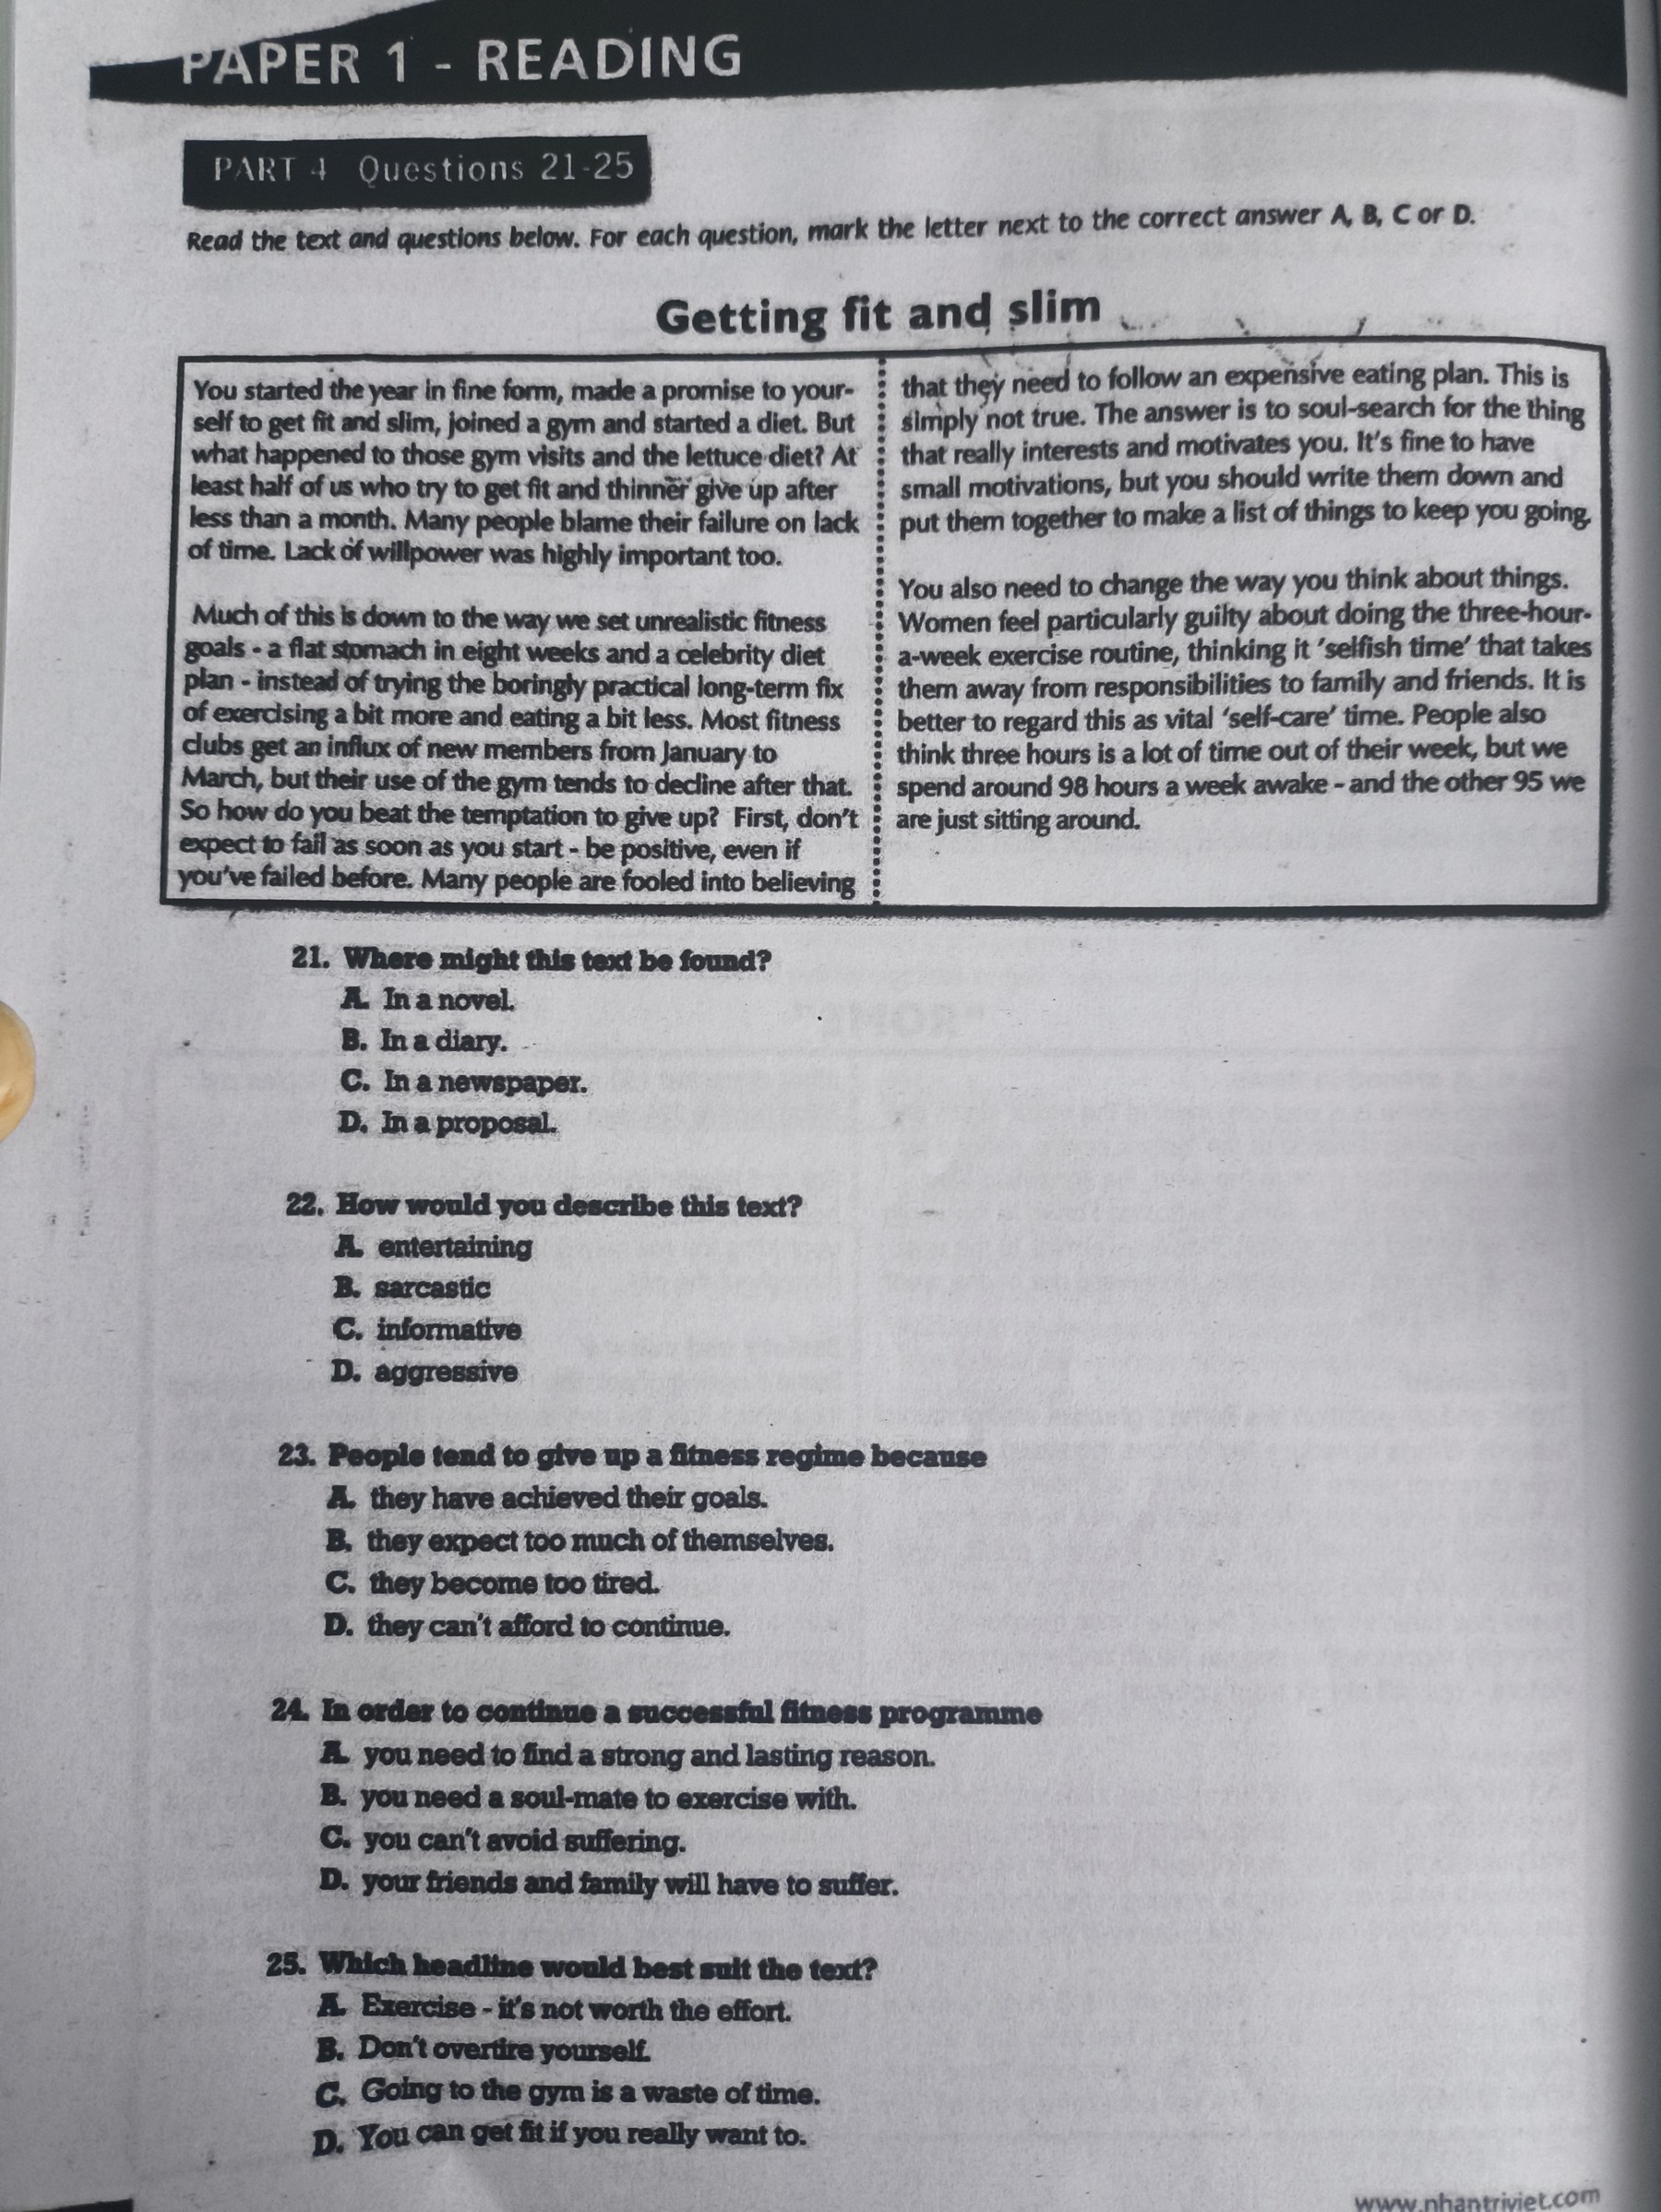 PAPER 1 - READING
PART 4 Questions 21-25
Read the text and questions below. For each question, mark the letter next to the correct answer A, B, C or D.
Getting fit and slim
You started the year in fine form, made a promise to your-
self to get fit and slim, joined a gym and started a diet. But
what happened to those gym visits and the lettuce diet? At
least half of us who try to get fit and thinner give up after
less than a month. Many people blame their failure on lack
of time. Lack of willpower was highly important too.
Much of this is down to the way we set unrealistic fitness
goals - a flat stomach in eight weeks and a celebrity diet
plan - instead of trying the boringly practical long-term fix
of exercising a bit more and eating a bit less. Most fitness
clubs get an influx of new members from January to
March, but their use of the gym tends to decline after that.
So how do you beat the temptation to give up? First, don't
expect to fail as soon as you start - be positive, even if
you've failed before. Many people are fooled into believing
that they need to follow an expensive eating plan. This is
simply not true. The answer is to soul-search for the thing
that really interests and motivates you. It's fine to have
small motivations, but you should write them down and
put them together to make a list of things to keep you going.
You also need to change the way you think about things.
Women feel particularly guilty about doing the three-hour-
a-week exercise routine, thinking it 'selfish time' that takes
them away from responsibilities to family and friends. It is
better to regard this as vital 'self-care' time. People also
think three hours is a lot of time out of their week, but we
spend around 98 hours a week awake - and the other 95 we
are just sitting around.
21. Where might this text be found?
A. In a novel.
B. In a diary.
C. In a newspaper.
D. In a proposal.
22. How would you describe this text?
A. entertaining
B. sarcastic
C. informative
D. aggressive
23. People tend to give up a fitness regime because
A. they have achieved their goals.
B. they expect too much of themselves.
C. they become too tired.
D. they can't afford to continue.
24. In order to continue a successful fitness programme
A. you need to find a strong and lasting reason.
B. you need a soul-mate to exercise with.
C. you can't avoid suffering.
D. your friends and family will have to suffer.
25. Which headline would best suit the text?
A. Exercise - it's not worth the effort.
B. Don't overtire yourself.
C. Going to the gym is a waste of time.
D. You can get fit if you really want to.
www.nhantriviet.com